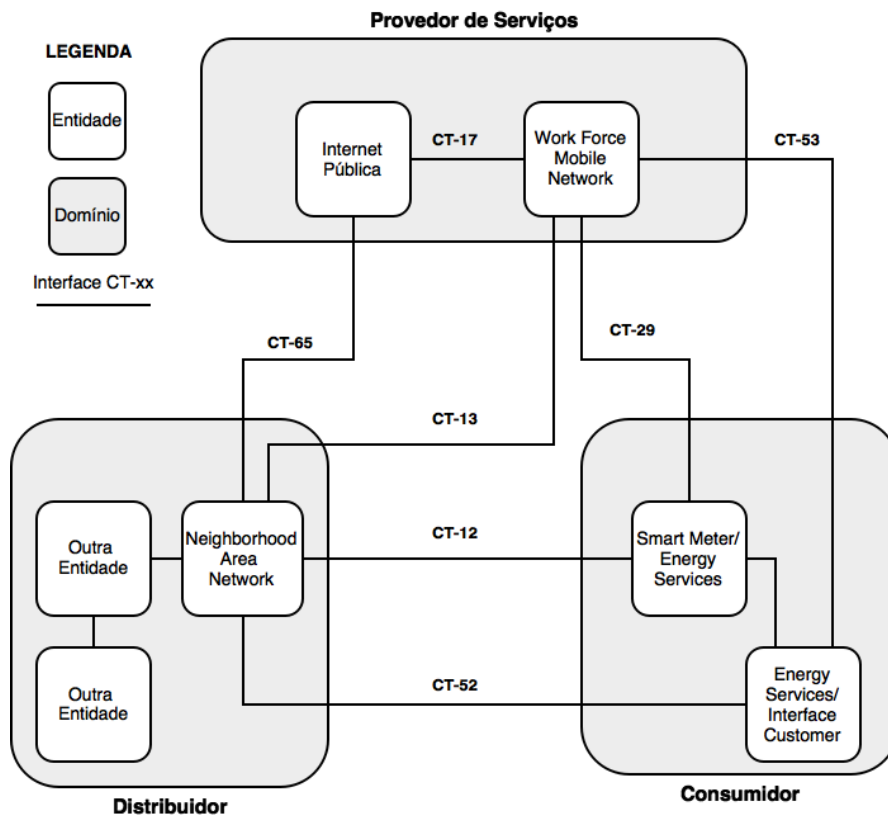 Provedor de Serviços
LEGENDA
Entidade
Domínio
Interface CT-xx
Internet
Pública
CT-17
Work Force
Mobile
Network
CT-53
CT-65
CT-29
CT-13
Outra
Entidade
Neighborhood
Area
Network
CT-12
Smart Meter/
Energy
Services
Outra
Entidade
CT-52
Energy
Services/
Interface
Customer
Distribuidor
Consumidor